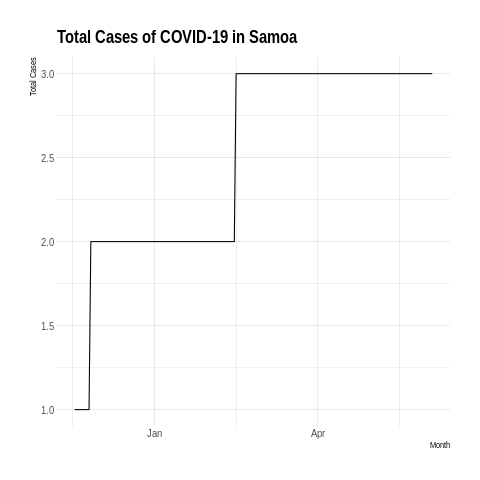 Total Cases of COVID-19 in Samoa
Total Cases
3.0
2.5
2.0
1.5
1.0
Jan
Apr
Month